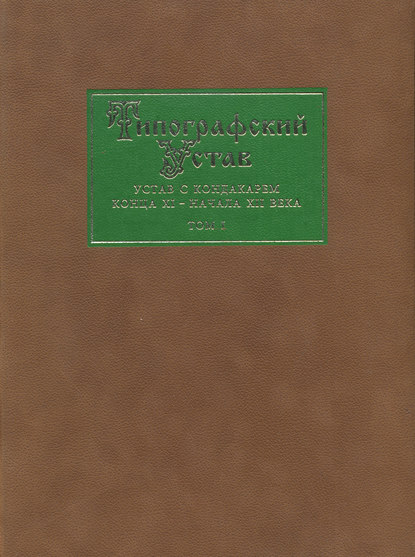 Типографский
Устав
УСТАВ С КОНДАКАРЕМ
КОНЦА XI – НАЧАЛА XII ВЕКА
ТОМ I